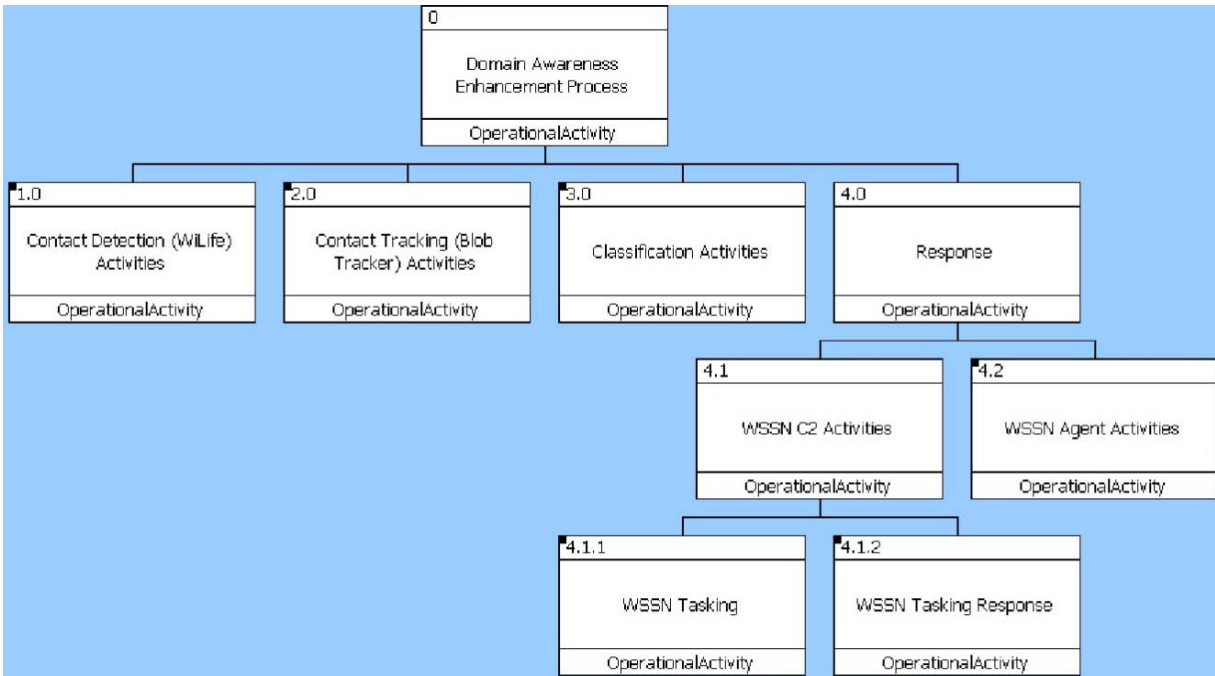 0
Domain Awareness
Enhancement Process
OperationalActivity
1.0
Contact Detection (WiLife)
Activities
OperationalActivity
2.0
Contact Tracking (Blob
Tracker) Activities
OperationalActivity
3.0
Classification Activities
OperationalActivity
4.0
Response
OperationalActivity
4.1
WSSN C2 Activities
OperationalActivity
4.2
WSSN Agent Activities
OperationalActivity
4.1.1
WSSN Tasking
OperationalActivity
4.1.2
WSSN Tasking Response
OperationalActivity